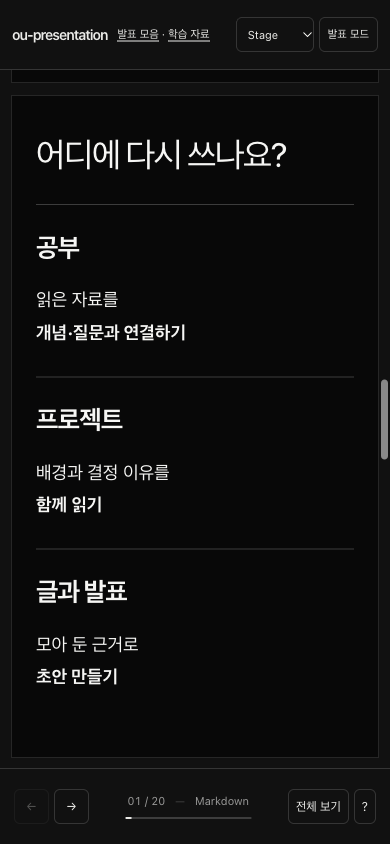 ou-presentation 발표 모음 · 학습 자료 Stage 발표 모드
어디에 다시 쓰나요?
공부
읽은 자료를
개념·질문과 연결하기
프로젝트
배경과 결정 이유를
함께 읽기
글과 발표
모아 둔 근거로
초안 만들기
← → 01 / 20 — Markdown 전체 보기 ?